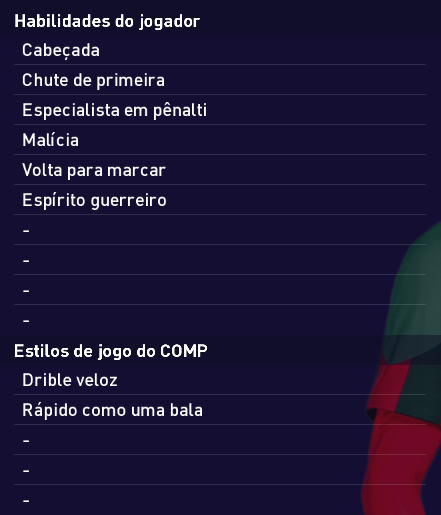 Habilidades do jogador
Cabeçada
Chute de primeira
Especialista em pênalti
Malícia
Volta para marcar
Espírito guerreiro
-
-
-
-
Estilos de jogo do COMP
Drible veloz
Rápido como uma bala
-
-
-